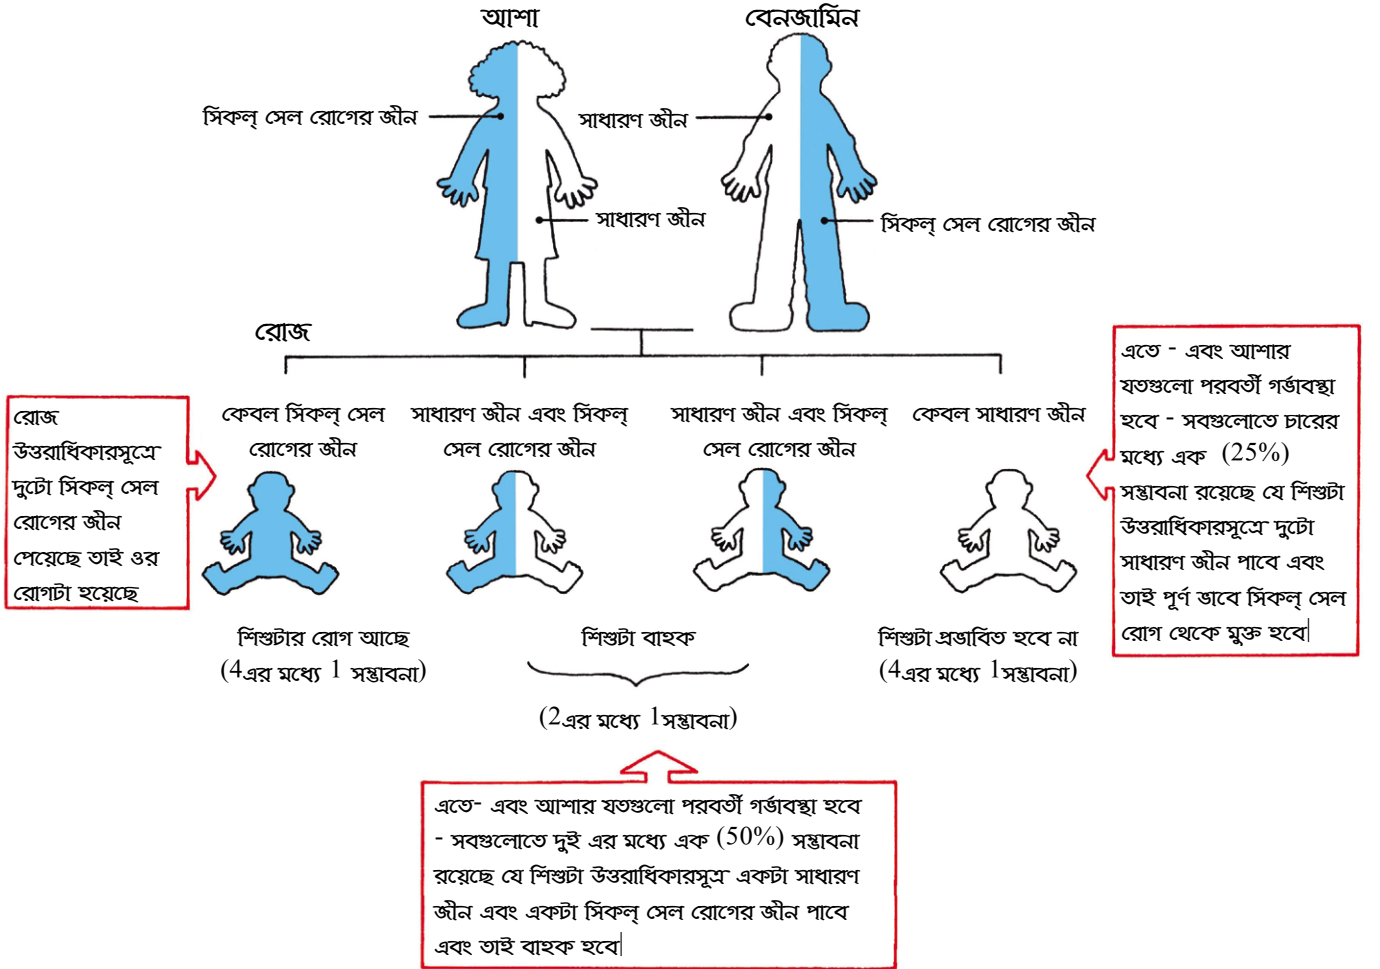 আশা
বেনজামিন
সিকল্ সেল রোগের জীন
সাধারণ জীন
সাধারণ জীন
সিকল্ সেল রোগের জীন
রোজ
রোজ
উত্তরাধিকারসূত্রে
দুটো সিকল্ সেল
রোগের জীন
পেয়েছে তাই ওর
রোগটা হয়েছে
কেবল সিকল্ সেল
রোগের জীন
সাধারণ জীন এবং সিকল্
সেল রোগের জীন
সাধারণ জীন এবং সিকল্
সেল রোগের জীন
কেবল সাধারণ জীন
এতে - এবং আশার
যতগুলো পরবর্তী গর্ভাবস্থা
হবে - সবগুলোতে চারের
মধ্যে এক (25%)
সম্ভাবনা রয়েছে যে শিশুটা
উত্তরাধিকারসূত্রে দুটো
সাধারণ জীন পাবে এবং
তাই পূর্ণ ভাবে সিকল্ সেল
রোগ থেকে মুক্ত হবে|
শিশুটার রোগ আছে
(4এর মধ্যে 1 সম্ভাবনা)
শিশুটা বাহক
(2এর মধ্যে 1সম্ভাবনা)
শিশুটা প্রভাবিত হবে না
(4এর মধ্যে 1সম্ভাবনা)
এতে- এবং আশার যতগুলো পরবর্তী গর্ভাবস্থা হবে
- সবগুলোতে দুই এর মধ্যে এক (50%) সম্ভাবনা
রয়েছে যে শিশুটা উত্তরাধিকারসূত্র একটা সাধারণ
জীন এবং একটা সিকল্ সেল রোগের জীন পাবে
এবং তাই বাহক হবে|